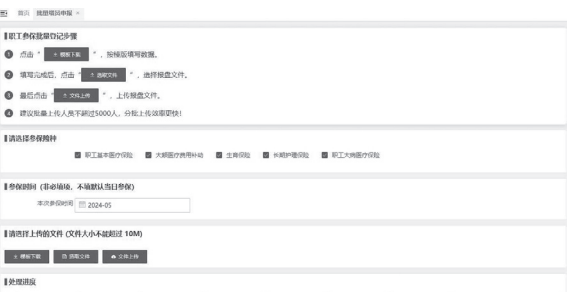 首页 批量增员申报 ×
职工参保批量登记步骤
1 点击 “ 模板下载 ” ，按模版填写数据。
2 填写完成后，点击 “ 选取文件 ” ，选择报盘文件。
3 最后点击 “ 文件上传 ” ，上传报盘文件。
4 建议批量上传人员不超过5000人，分批上传效率更快！
请选择参保险种
职工基本医疗保险 大额医疗费用补助 生育保险 长期护理保险 职工大病医疗保险
参保时间 (非必填项，不填默认当日参保)
本次参保时间 2024-05
请选择上传的文件 (文件大小不能超过 10M)
模板下载 选取文件 文件上传
处理进度